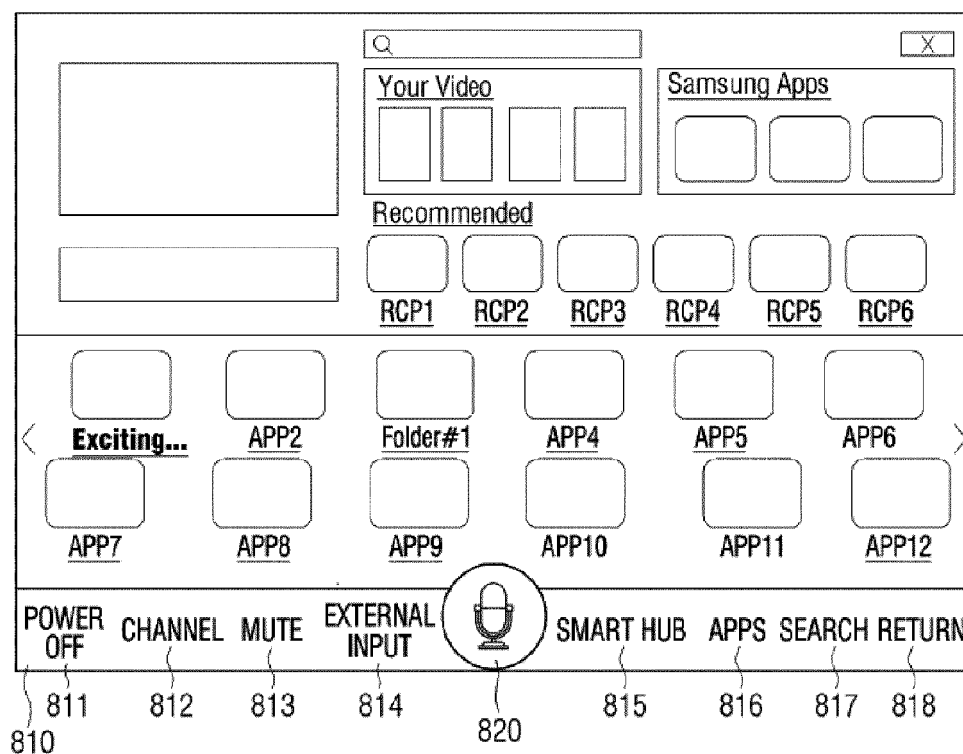 X
Your Video
Samsung Apps
Recommended
RCP1 RCP2 RCP3 RCP4 RCP5 RCP6
Exciting... APP2 Folder#1 APP4 APP5 APP6
APP7 APP8 APP9 APP10 APP11 APP12
POWER OFF CHANNEL MUTE EXTERNAL INPUT SMART HUB APPS SEARCH RETURN
811 812 813 814 820 815 816 817 818
810